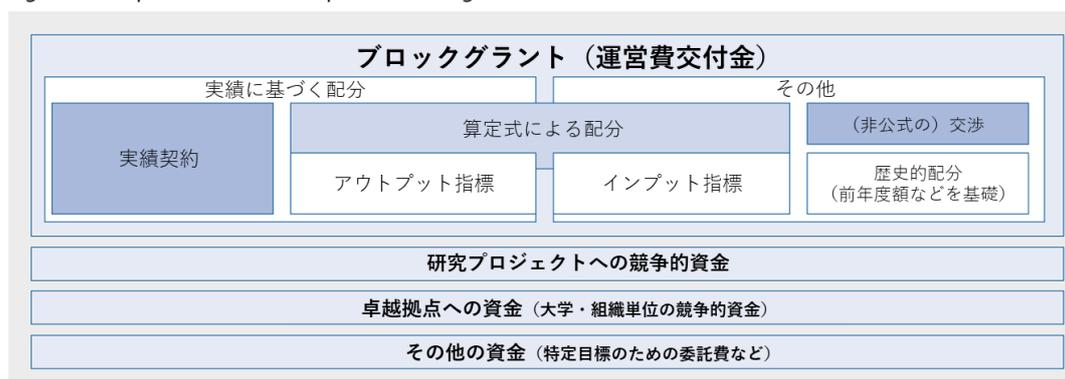 ブロックグラント（運営費交付金）
実績に基づく配分
その他
実績契約
算定式による配分
アウトプット指標
インプット指標
（非公式の）交渉
歴史的配分
（前年度額などを基礎）
研究プロジェクトへの競争的資金
卓越拠点への資金（大学・組織単位の競争的資金）
その他の資金（特定目標のための委託費など）